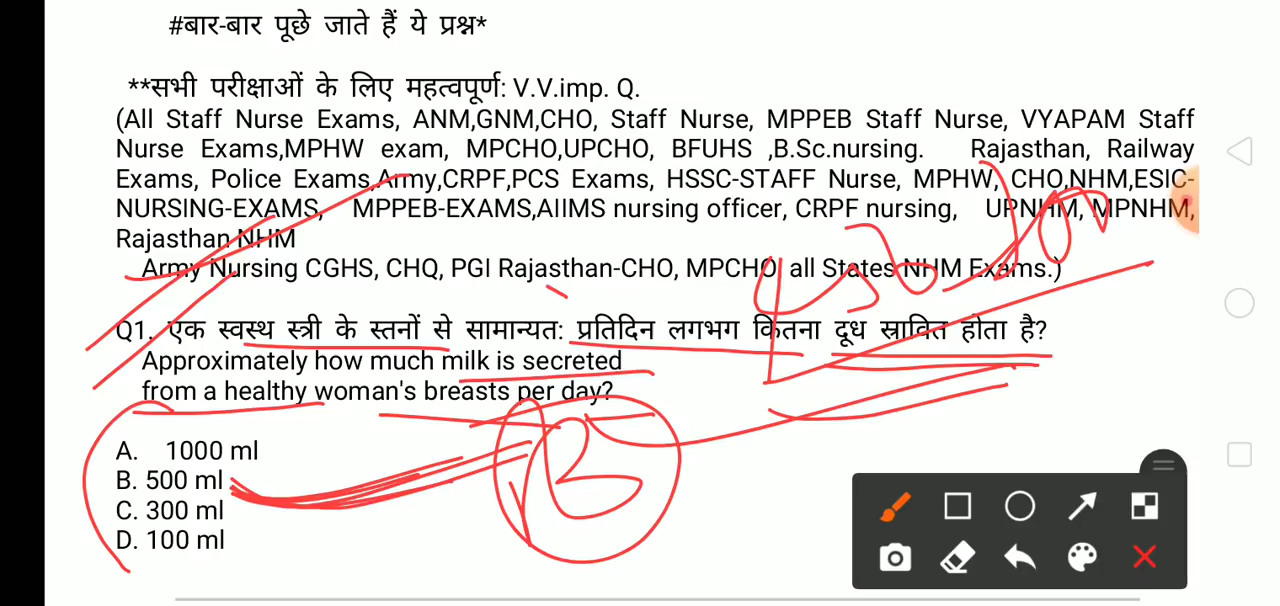 #बार-बार पूछे जाते हैं ये प्रश्न*
**सभी परीक्षाओं के लिए महत्वपूर्ण: V.V.imp. Q.
(All Staff Nurse Exams, ANM,GNM,CHO, Staff Nurse, MPPEB Staff Nurse, VYAPAM Staff
Nurse Exams,MPHW exam, MPCHO,UPCHO, BFUHS ,B.Sc.nursing. Rajasthan, Railway
Exams, Police Exams,Army,CRPF,PCS Exams, HSSC-STAFF Nurse, MPHW, CHO,NHM,ESIC-
NURSING-EXAMS, MPPEB-EXAMS,AIIMS nursing officer, CRPF nursing, UPNHM, MPNHM,
Rajasthan NHM
Army Nursing CGHS, CHQ, PGI Rajasthan-CHO, MPCHO, all States NHM Exams.)
Q1. एक स्वस्थ स्त्री के स्तनों से सामान्यत: प्रतिदिन लगभग कितना दूध स्रावित होता है?
Approximately how much milk is secreted
from a healthy woman's breasts per day?
A. 1000 ml
B. 500 ml
C. 300 ml
D. 100 ml
B